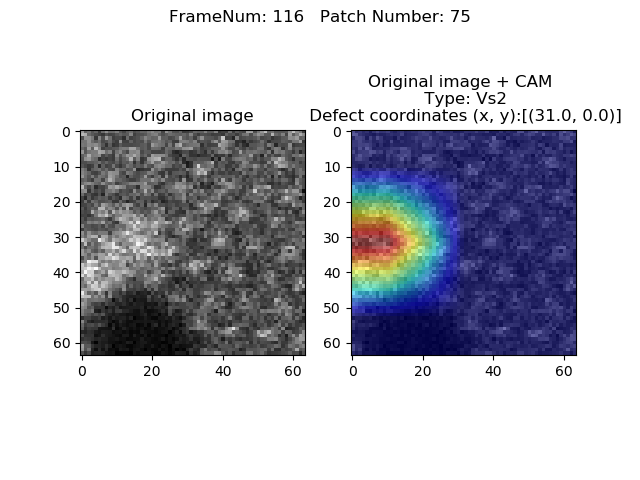 FrameNum: 116   Patch Number: 75
Original image
Original image + CAM
Type: Vs2
Defect coordinates (x, y):[(31.0, 0.0)]
0
10
20
30
40
50
60
0 20 40 60
0
10
20
30
40
50
60
0 20 40 60